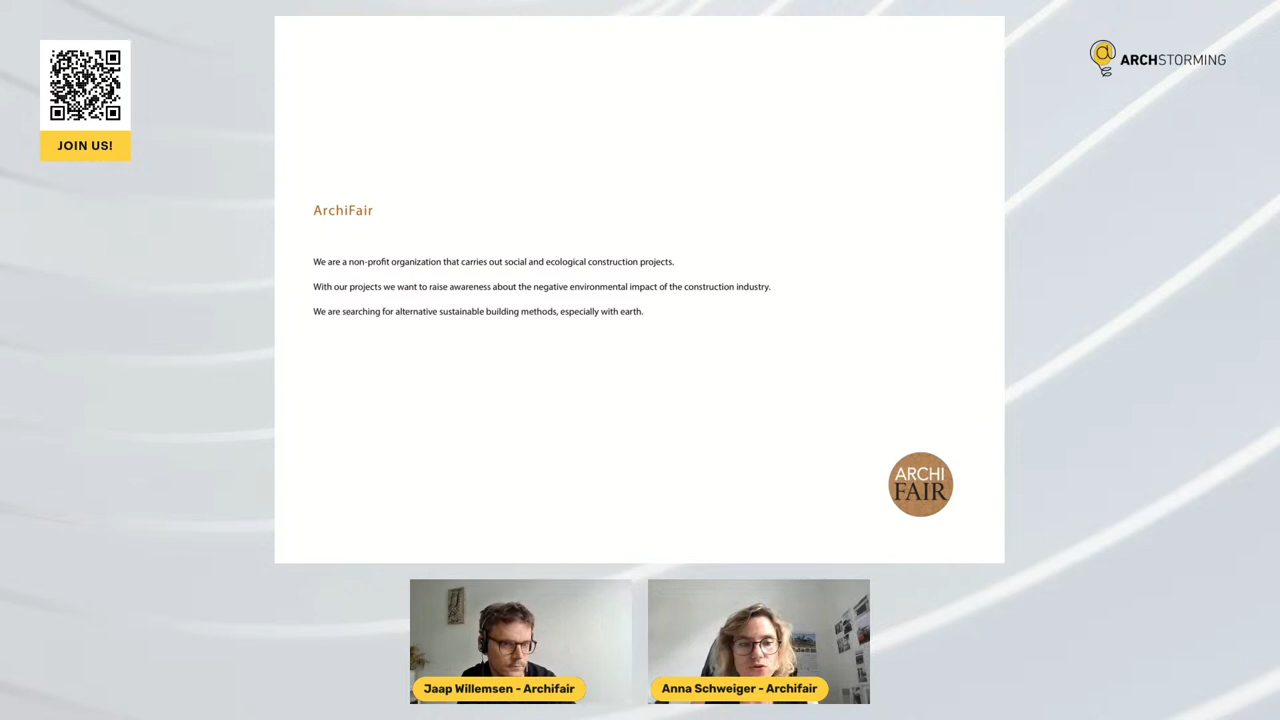 JOIN US!
ARCHSTORMING
ArchiFair
We are a non-profit organization that carries out social and ecological construction projects.
With our projects we want to raise awareness about the negative environmental impact of the construction industry.
We are searching for alternative sustainable building methods, especially with earth.
ARCHI
FAIR
Jaap Willemsen - Archifair
Anna Schweiger - Archifair